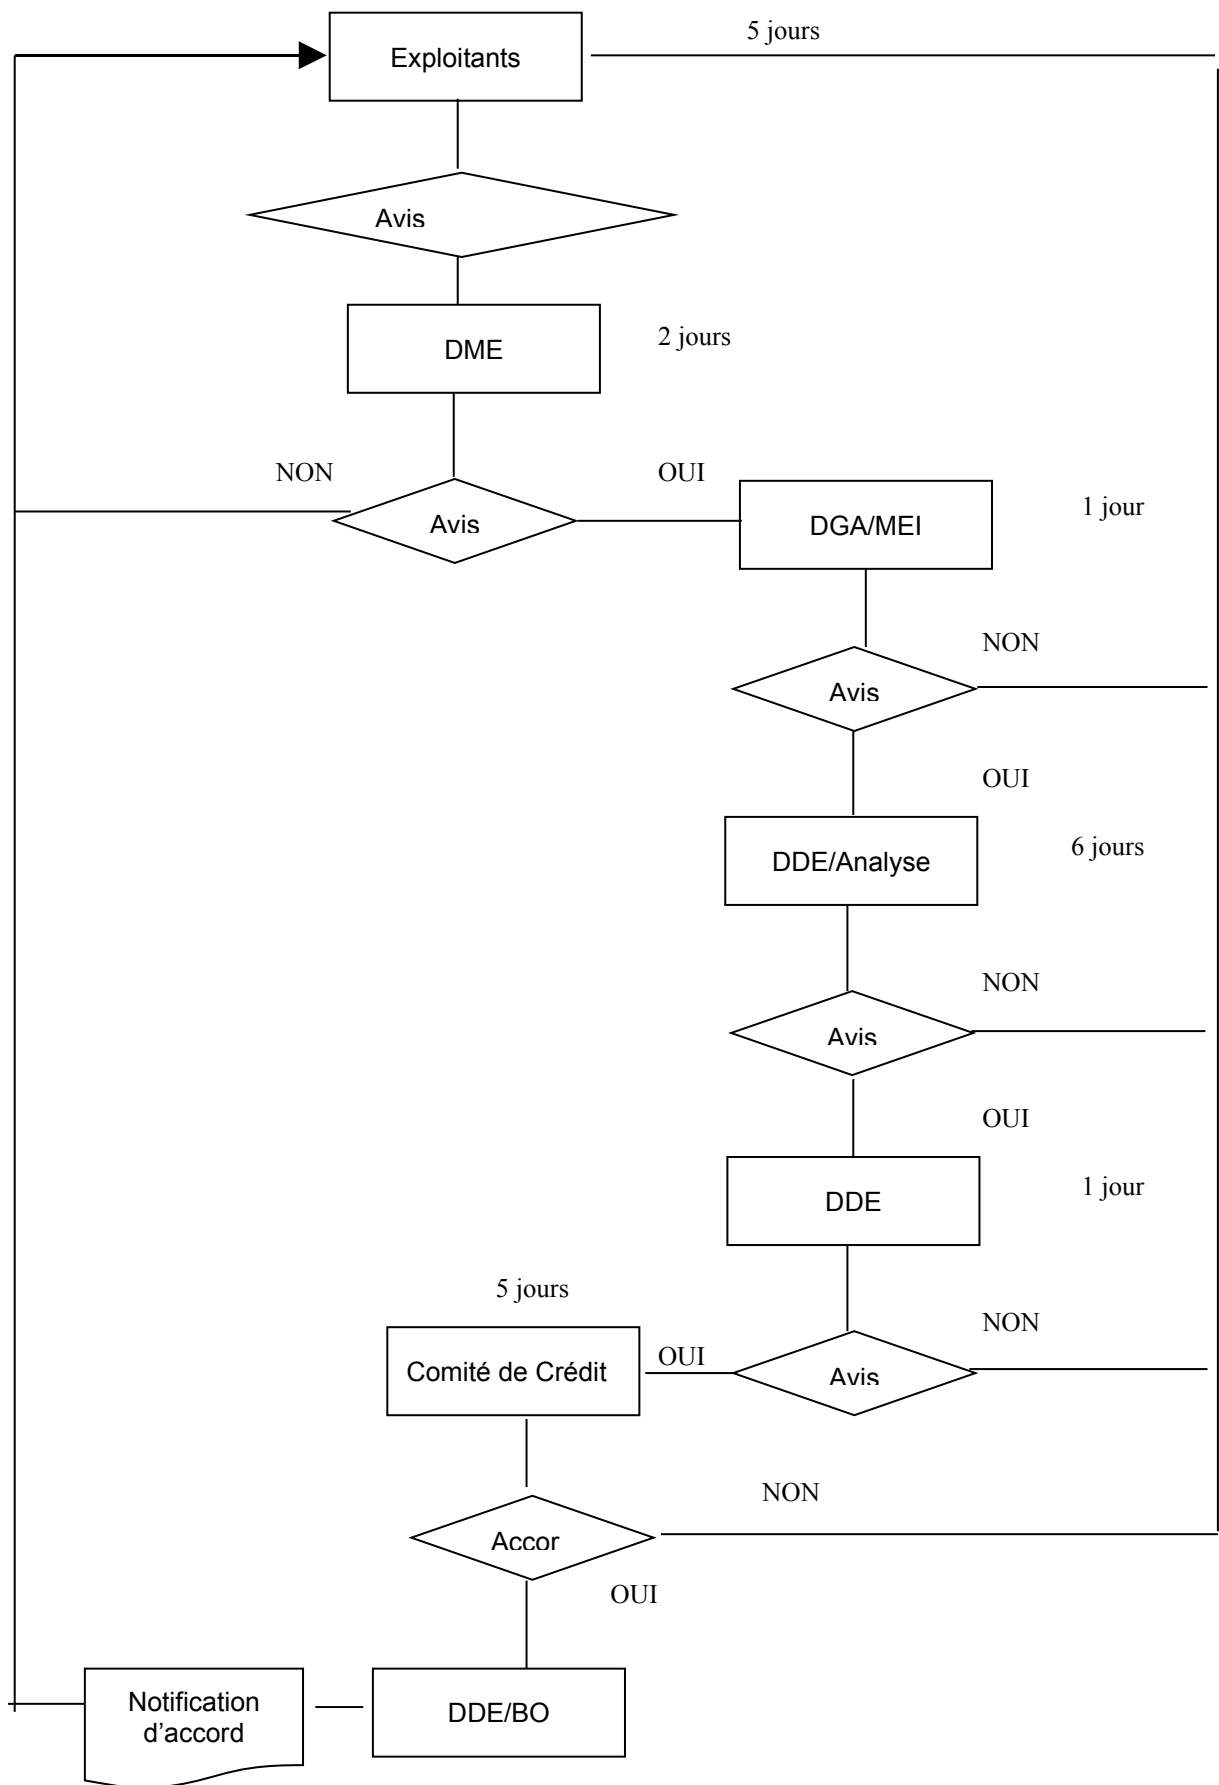 5 jours
Exploitants
Avis
2 jours
DME
NON
OUI
1 jour
Avis
DGA/MEI
NON
Avis
OUI
6 jours
DDE/Analyse
NON
Avis
OUI
1 jour
DDE
5 jours
NON
OUI
Comité de Crédit
Avis
NON
Accor
OUI
Notification
d’accord
DDE/BO